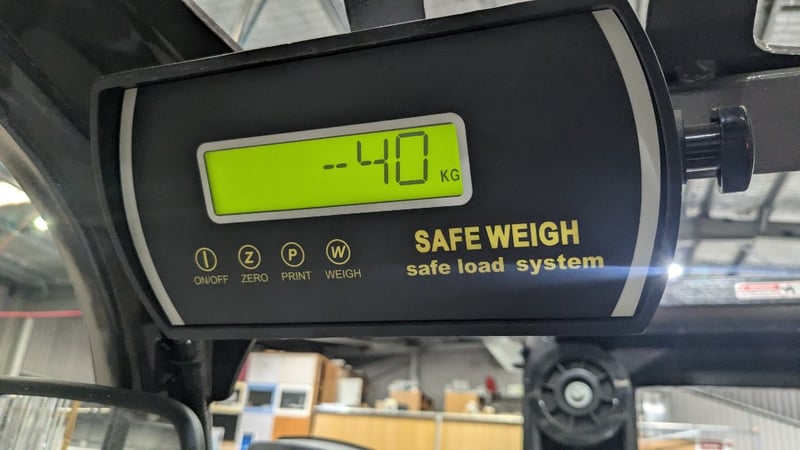 --40 KG
SAFE WEIGH
safe load system
I Z P W
ON/OFF ZERO PRINT WEIGH